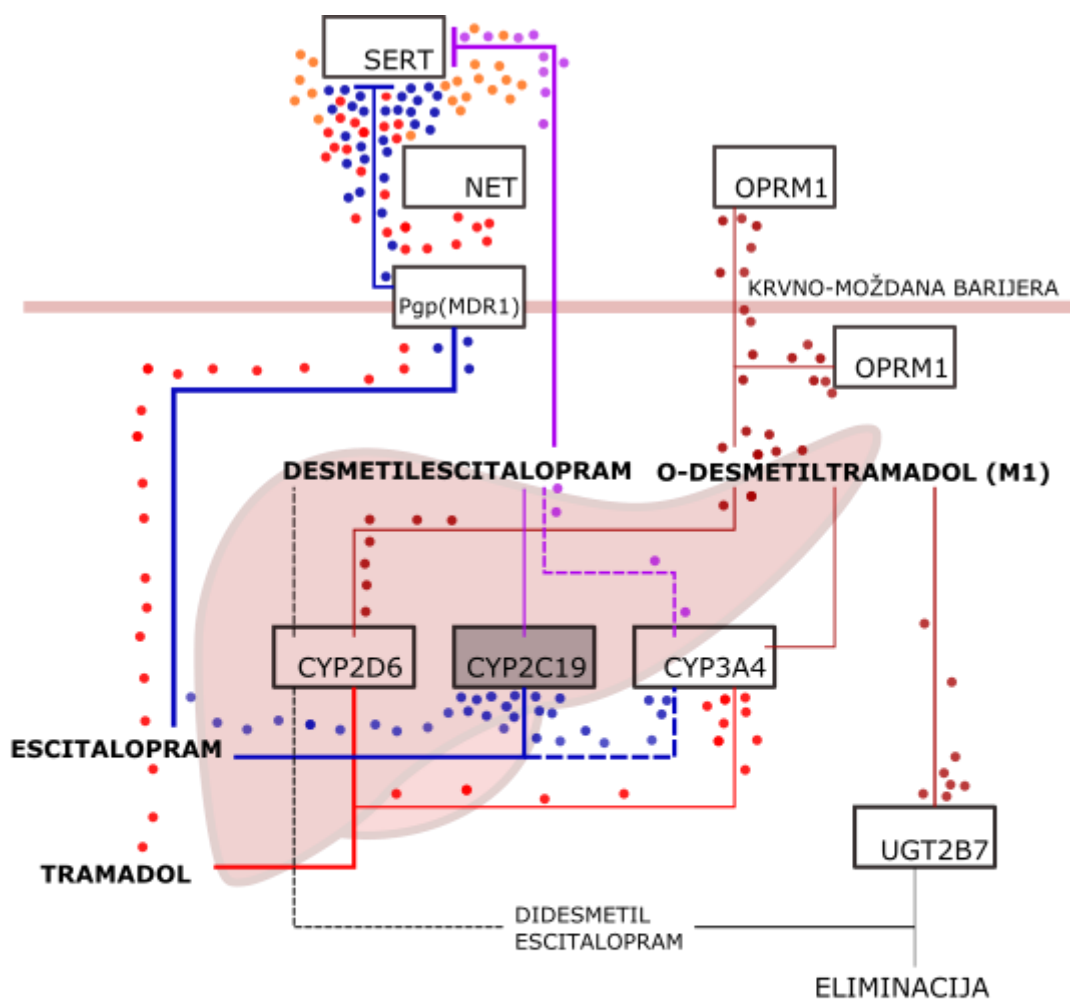 SERT
NET
OPRM1
KRVNO-MOŽDANA BARIJERA
Pgp(MDR1)
OPRM1
DESMETILESCITALOPRAM
O-DESMETILTRAMADOL (M1)
CYP2D6
CYP2C19
CYP3A4
ESCITALOPRAM
TRAMADOL
UGT2B7
DIDESMETIL
ESCITALOPRAM
ELIMINACIJA